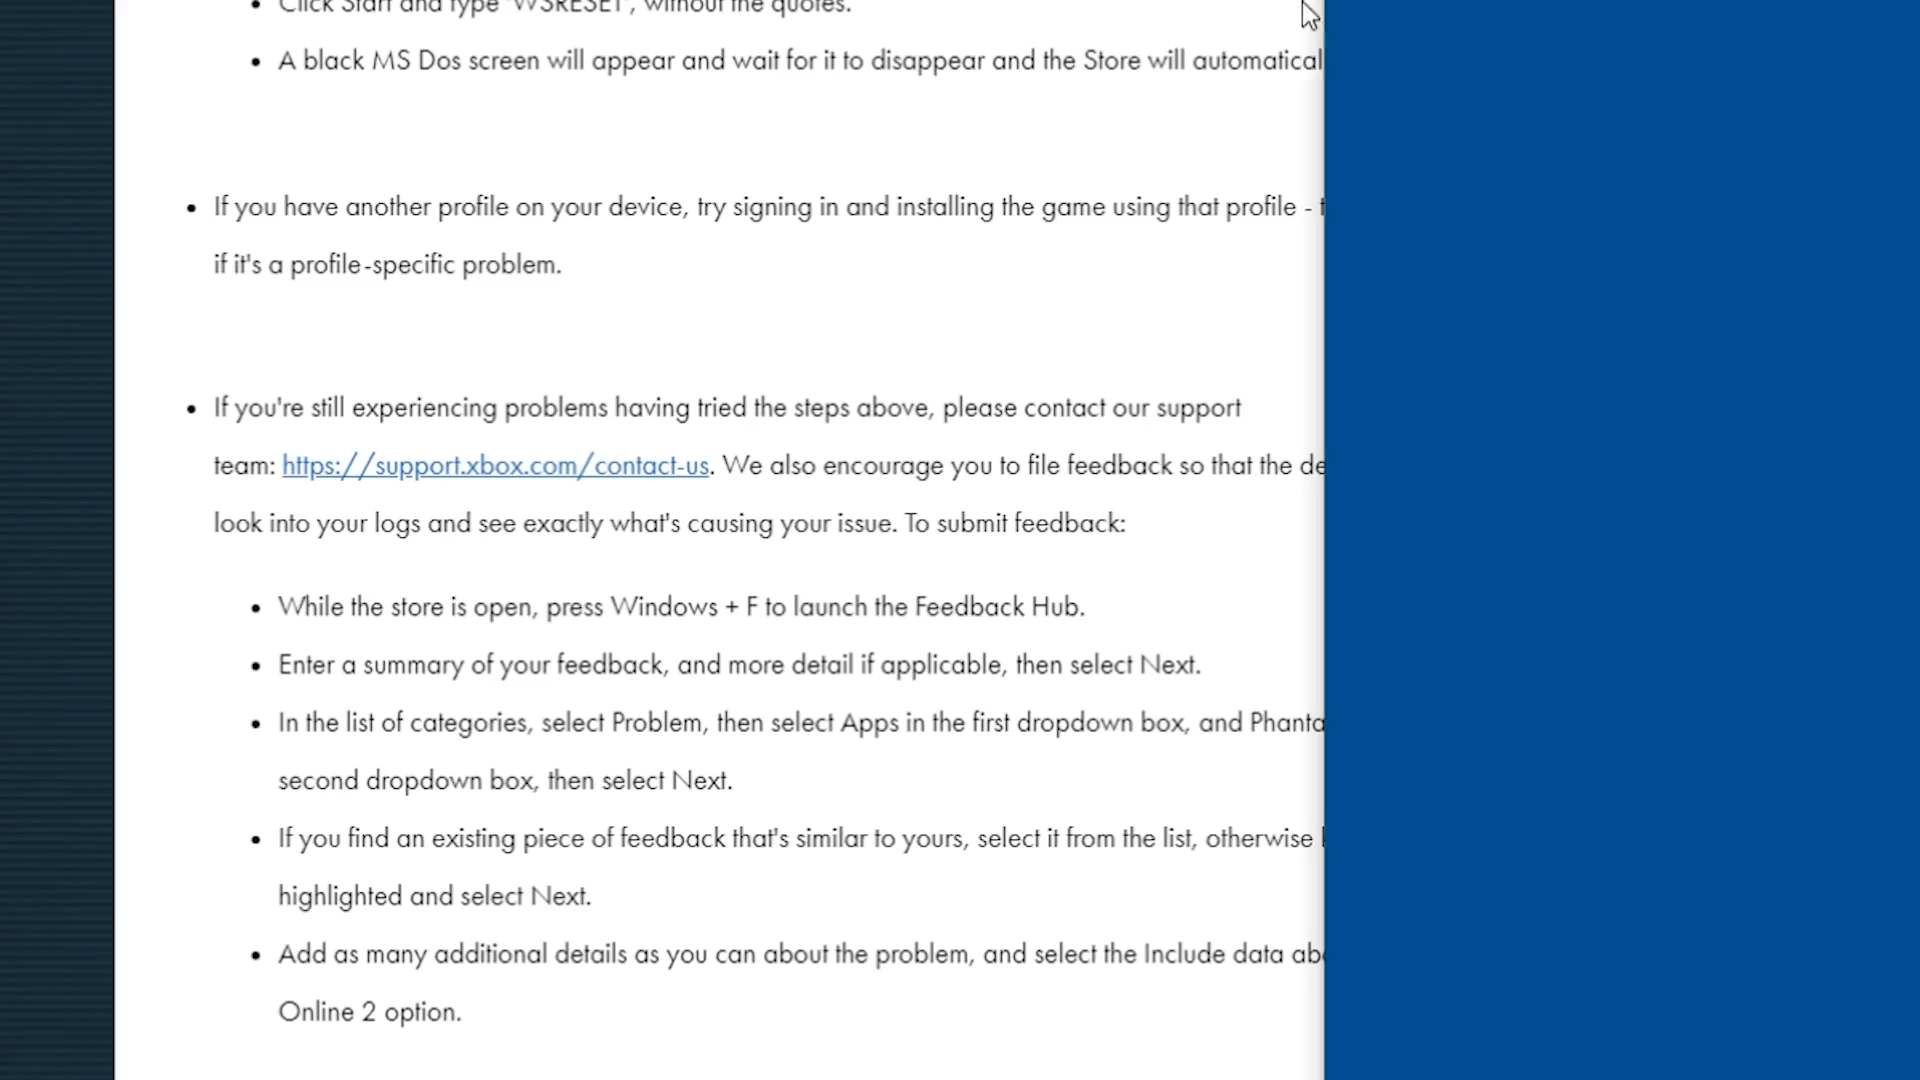 Click Start and type "WSRESET", without the quotes.
A black MS Dos screen will appear and wait for it to disappear and the Store will automatical
If you have another profile on your device, try signing in and installing the game using that profile -
if it's a profile-specific problem.
If you're still experiencing problems having tried the steps above, please contact our support
team: https://support.xbox.com/contact-us. We also encourage you to file feedback so that the de
look into your logs and see exactly what's causing your issue. To submit feedback:
While the store is open, press Windows + F to launch the Feedback Hub.
Enter a summary of your feedback, and more detail if applicable, then select Next.
In the list of categories, select Problem, then select Apps in the first dropdown box, and Phanta
second dropdown box, then select Next.
If you find an existing piece of feedback that's similar to yours, select it from the list, otherwise
highlighted and select Next.
Add as many additional details as you can about the problem, and select the Include data abo
Online 2 option.